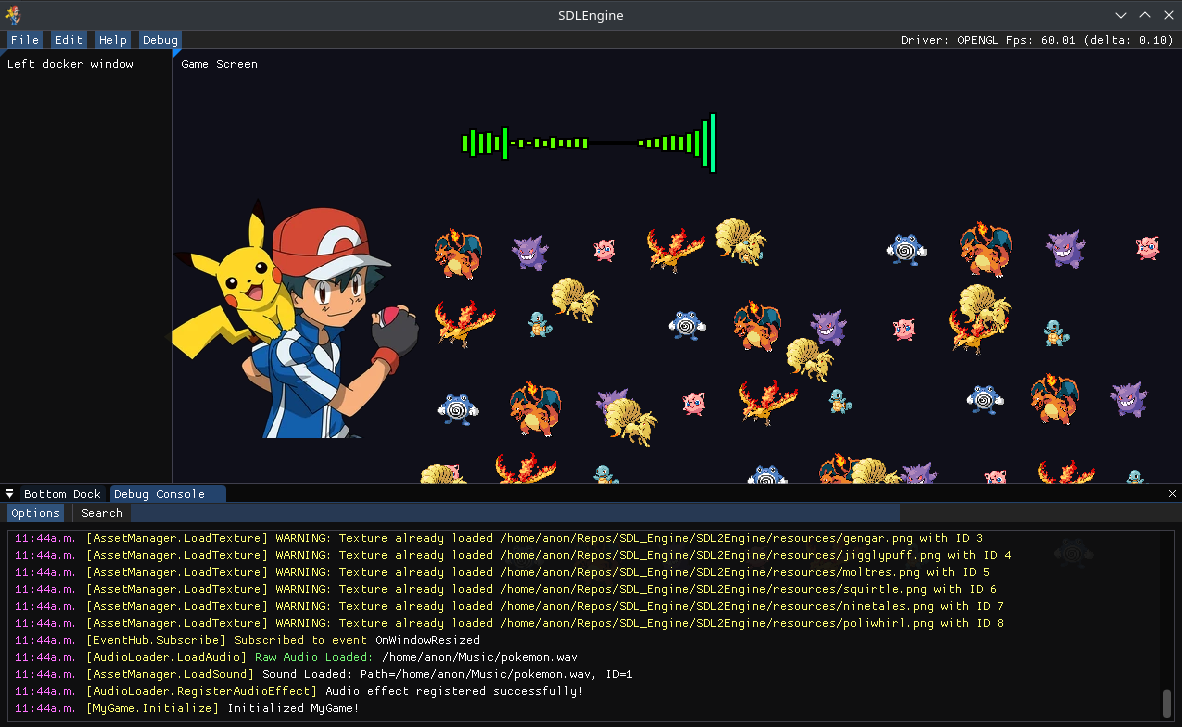 SDLEngine
File Edit Help Debug Driver: OPENGL Fps: 60.01 (delta: 0.10)
Left docker window
Game Screen
Bottom Dock Debug Console
Options Search
11:44a.m. [AssetManager.LoadTexture] WARNING: Texture already loaded /home/anon/Repos/SDL_Engine/SDL2Engine/resources/gengar.png with ID 3
11:44a.m. [AssetManager.LoadTexture] WARNING: Texture already loaded /home/anon/Repos/SDL_Engine/SDL2Engine/resources/jigglypuff.png with ID 4
11:44a.m. [AssetManager.LoadTexture] WARNING: Texture already loaded /home/anon/Repos/SDL_Engine/SDL2Engine/resources/moltres.png with ID 5
11:44a.m. [AssetManager.LoadTexture] WARNING: Texture already loaded /home/anon/Repos/SDL_Engine/SDL2Engine/resources/squirtle.png with ID 6
11:44a.m. [AssetManager.LoadTexture] WARNING: Texture already loaded /home/anon/Repos/SDL_Engine/SDL2Engine/resources/ninetales.png with ID 7
11:44a.m. [AssetManager.LoadTexture] WARNING: Texture already loaded /home/anon/Repos/SDL_Engine/SDL2Engine/resources/poliwhirl.png with ID 8
11:44a.m. [EventHub.Subscribe] Subscribed to event OnWindowResized
11:44a.m. [AudioLoader.LoadAudio] Raw Audio Loaded: /home/anon/Music/pokemon.wav
11:44a.m. [AssetManager.LoadSound] Sound Loaded: Path=/home/anon/Music/pokemon.wav, ID=1
11:44a.m. [AudioLoader.RegisterAudioEffect] Audio effect registered successfully!
11:44a.m. [MyGame.Initialize] Initialized MyGame!